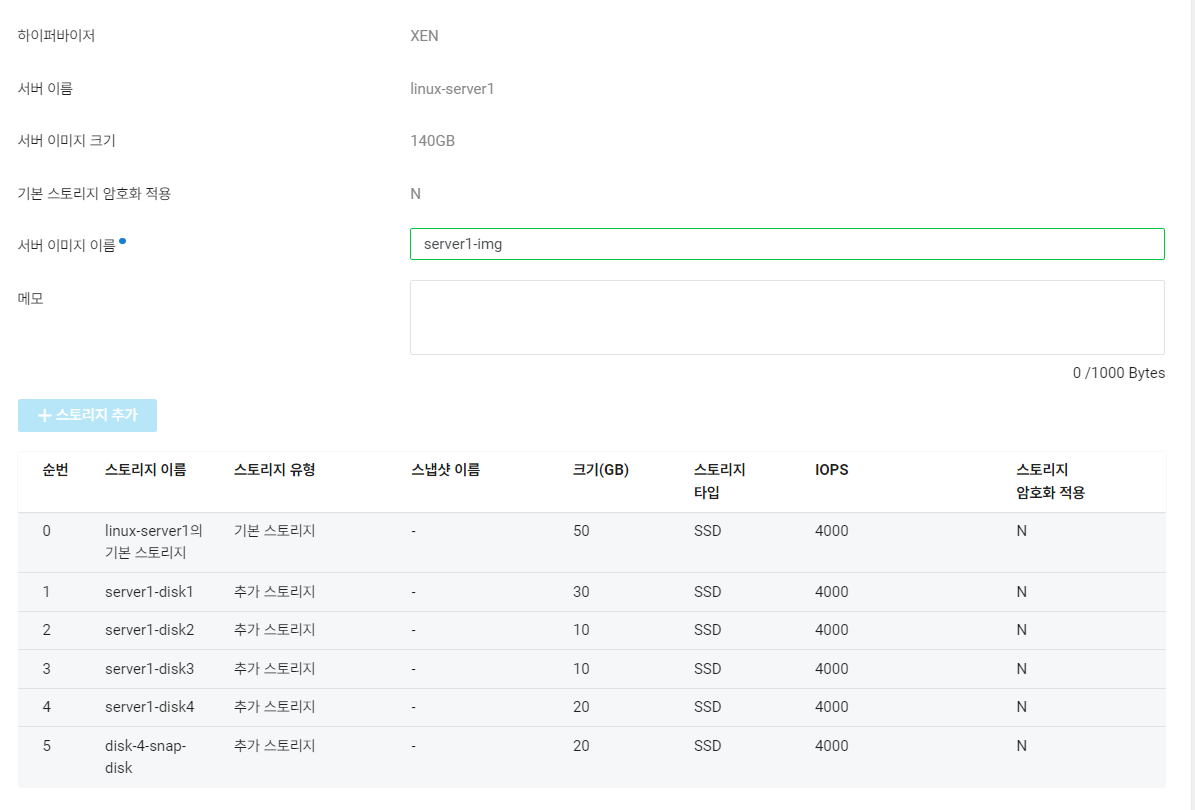 하이퍼바이저 XEN
서버 이름 linux-server1
서버 이미지 크기 140GB
기본 스토리지 암호화 적용 N
서버 이미지 이름 server1-img
메모
0 /1000 Bytes
+ 스토리지 추가
순번 스토리지 이름 스토리지 유형 스냅샷 이름 크기(GB) 스토리지 타입 IOPS 스토리지 암호화 적용
0 linux-server1의 기본 스토리지 기본 스토리지 - 50 SSD 4000 N
1 server1-disk1 추가 스토리지 - 30 SSD 4000 N
2 server1-disk2 추가 스토리지 - 10 SSD 4000 N
3 server1-disk3 추가 스토리지 - 10 SSD 4000 N
4 server1-disk4 추가 스토리지 - 20 SSD 4000 N
5 disk-4-snap-disk 추가 스토리지 - 20 SSD 4000 N